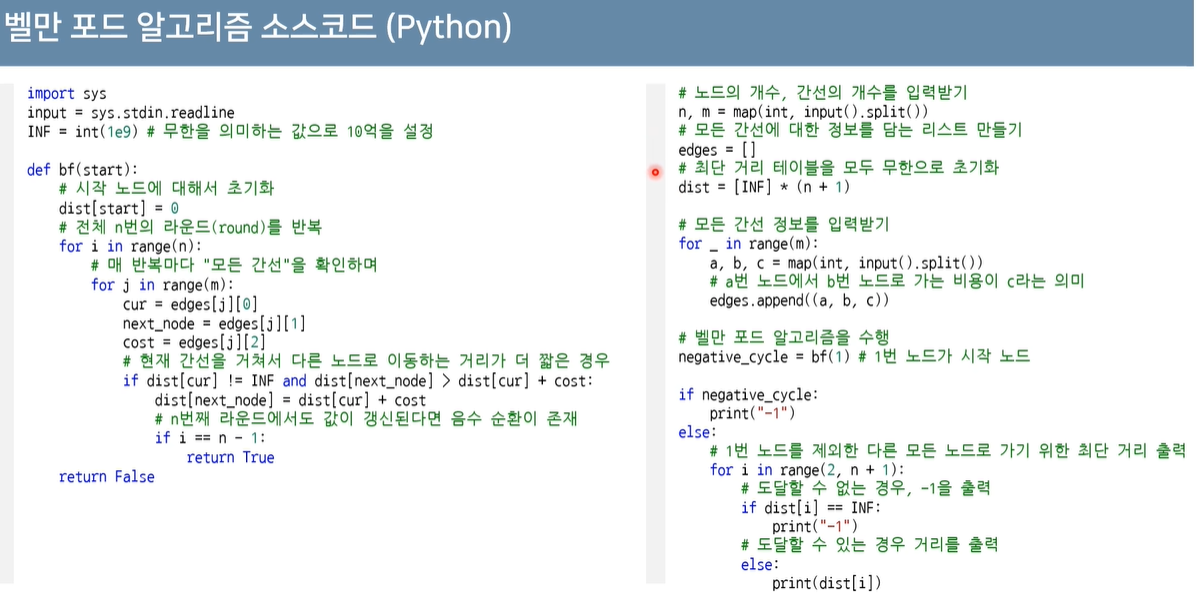 벨만 포드 알고리즘 소스코드 (Python)
import sys
input = sys.stdin.readline
INF = int(1e9) # 무한을 의미하는 값으로 10억을 설정
def bf(start):
# 시작 노드에 대해서 초기화
dist[start] = 0
# 전체 n번의 라운드(round)를 반복
for i in range(n):
# 매 반복마다 "모든 간선"을 확인하며
for j in range(m):
cur = edges[j][0]
next_node = edges[j][1]
cost = edges[j][2]
# 현재 간선을 거쳐서 다른 노드로 이동하는 거리가 더 짧은 경우
if dist[cur] != INF and dist[next_node] > dist[cur] + cost:
dist[next_node] = dist[cur] + cost
# n번째 라운드에서도 값이 갱신된다면 음수 순환이 존재
if i == n - 1:
return True
return False
# 노드의 개수, 간선의 개수를 입력받기
n, m = map(int, input().split())
# 모든 간선에 대한 정보를 담는 리스트 만들기
edges = []
# 최단 거리 테이블을 모두 무한으로 초기화
dist = [INF] * (n + 1)
# 모든 간선 정보를 입력받기
for _ in range(m):
a, b, c = map(int, input().split())
# a번 노드에서 b번 노드로 가는 비용이 c라는 의미
edges.append((a, b, c))
# 벨만 포드 알고리즘을 수행
negative_cycle = bf(1) # 1번 노드가 시작 노드
if negative_cycle:
print("-1")
else:
# 1번 노드를 제외한 다른 모든 노드로 가기 위한 최단 거리 출력
for i in range(2, n + 1):
# 도달할 수 없는 경우, -1을 출력
if dist[i] == INF:
print("-1")
# 도달할 수 있는 경우 거리를 출력
else:
print(dist[i])